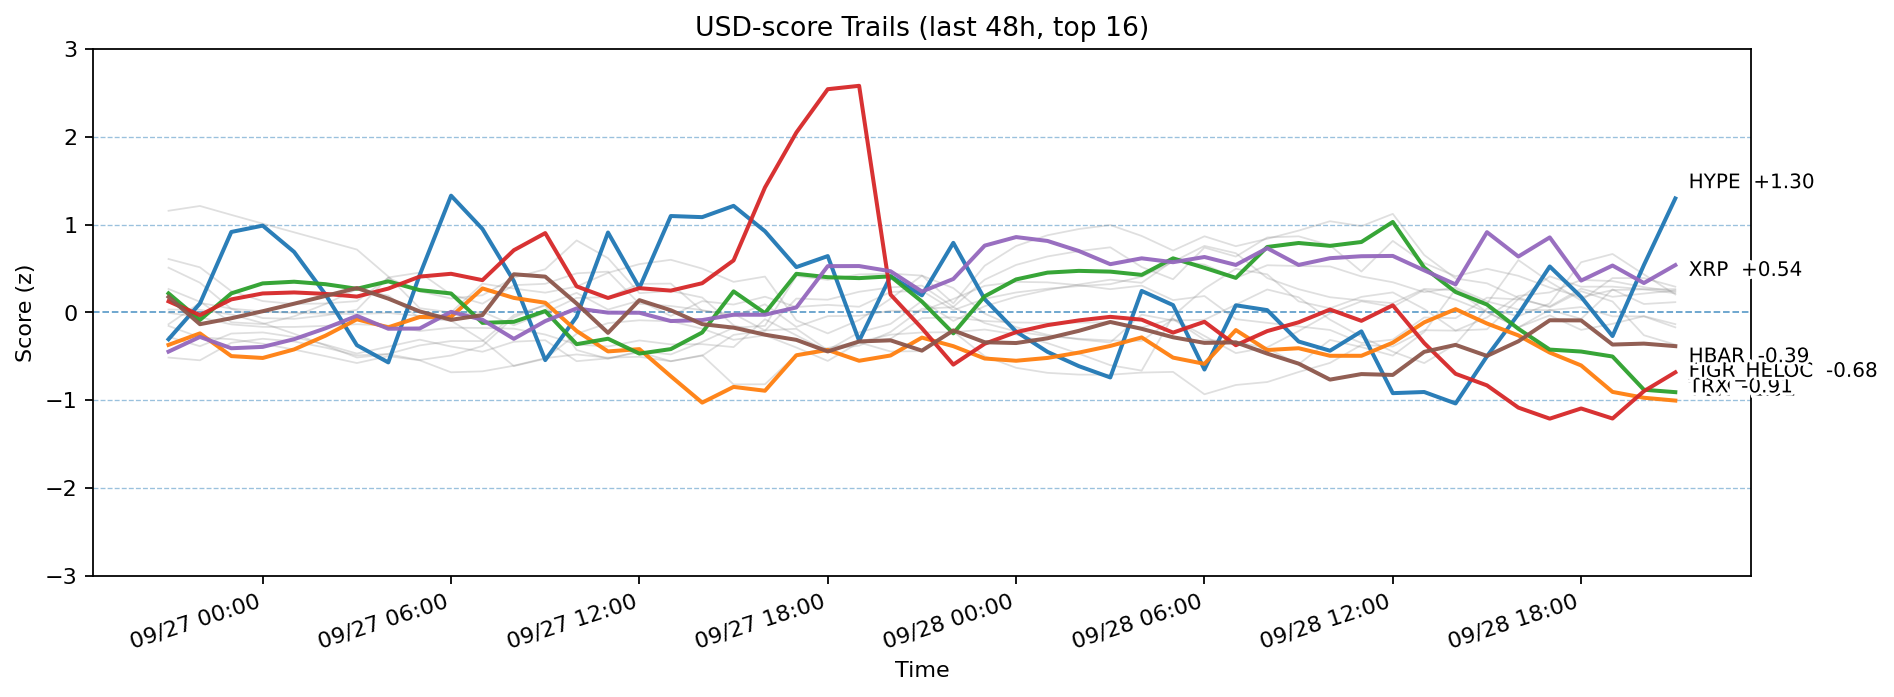 USD-score Trails (last 48h, top 16)
3
2
1
0
−1
−2
−3
Score (z)
HYPE +1.30
XRP +0.54
HBAR -0.39
FIGR_HELOC -0.68
TRX -0.91
09/27 00:00
09/27 06:00
09/27 12:00
09/27 18:00
09/28 00:00
09/28 06:00
09/28 12:00
09/28 18:00
Time